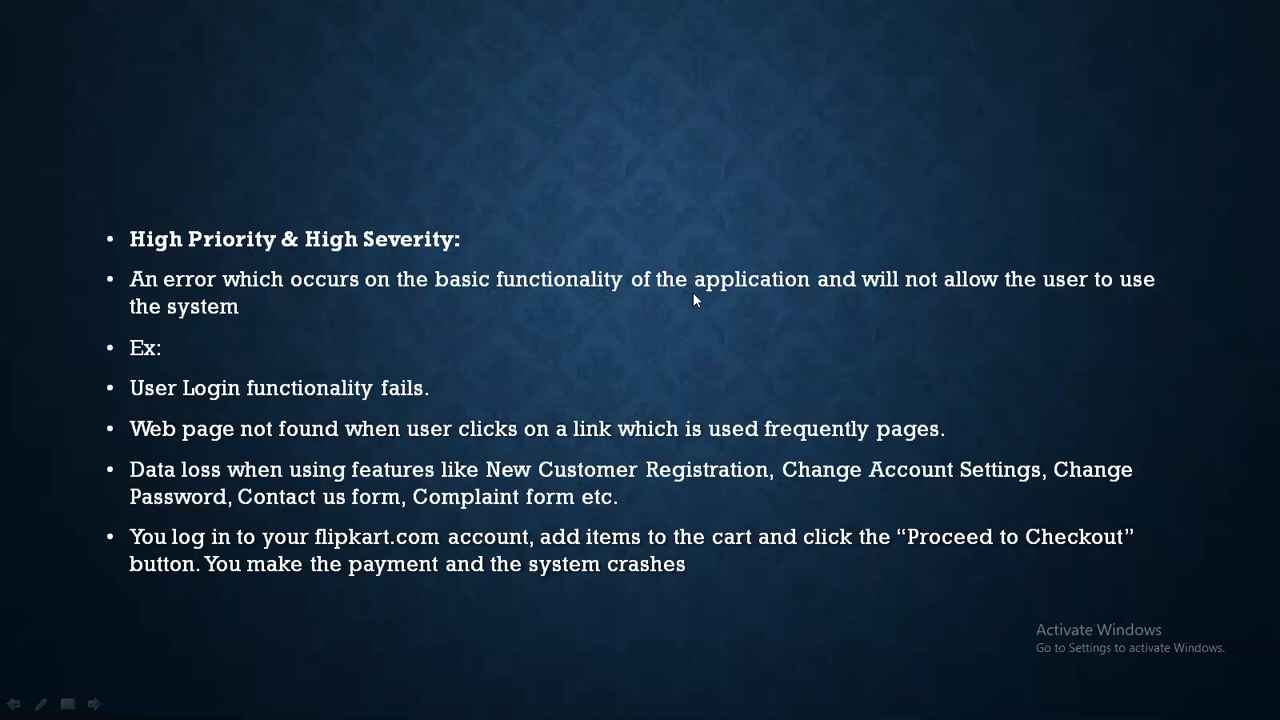 High Priority & High Severity:
An error which occurs on the basic functionality of the application and will not allow the user to use
the system
Ex:
User Login functionality fails.
Web page not found when user clicks on a link which is used frequently pages.
Data loss when using features like New Customer Registration, Change Account Settings, Change
Password, Contact us form, Complaint form etc.
You log in to your flipkart.com account, add items to the cart and click the “Proceed to Checkout”
button. You make the payment and the system crashes
Activate Windows
Go to Settings to activate Windows.